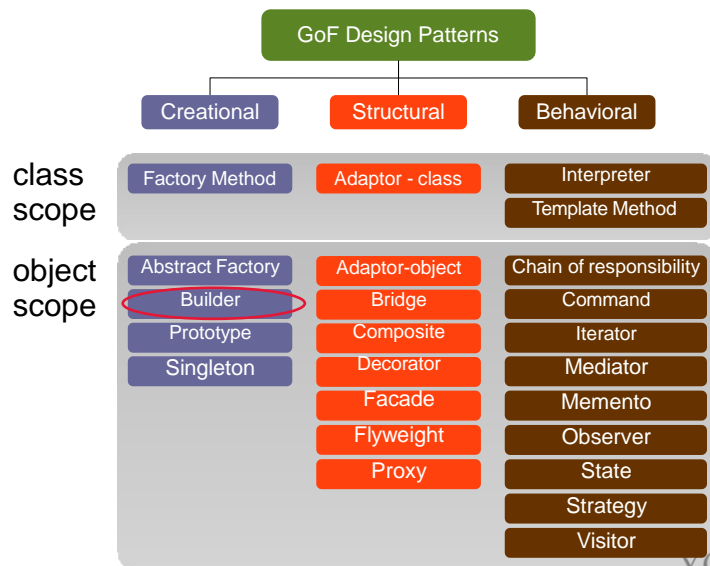 GoF Design Patterns
Creational
Structural
Behavioral
class
scope
Factory Method
Adaptor - class
Interpreter
Template Method
object
scope
Abstract Factory
Adaptor-object
Chain of responsibility
Builder
Bridge
Command
Prototype
Composite
Iterator
Singleton
Decorator
Mediator
Facade
Memento
Flyweight
Observer
Proxy
State
Strategy
Visitor